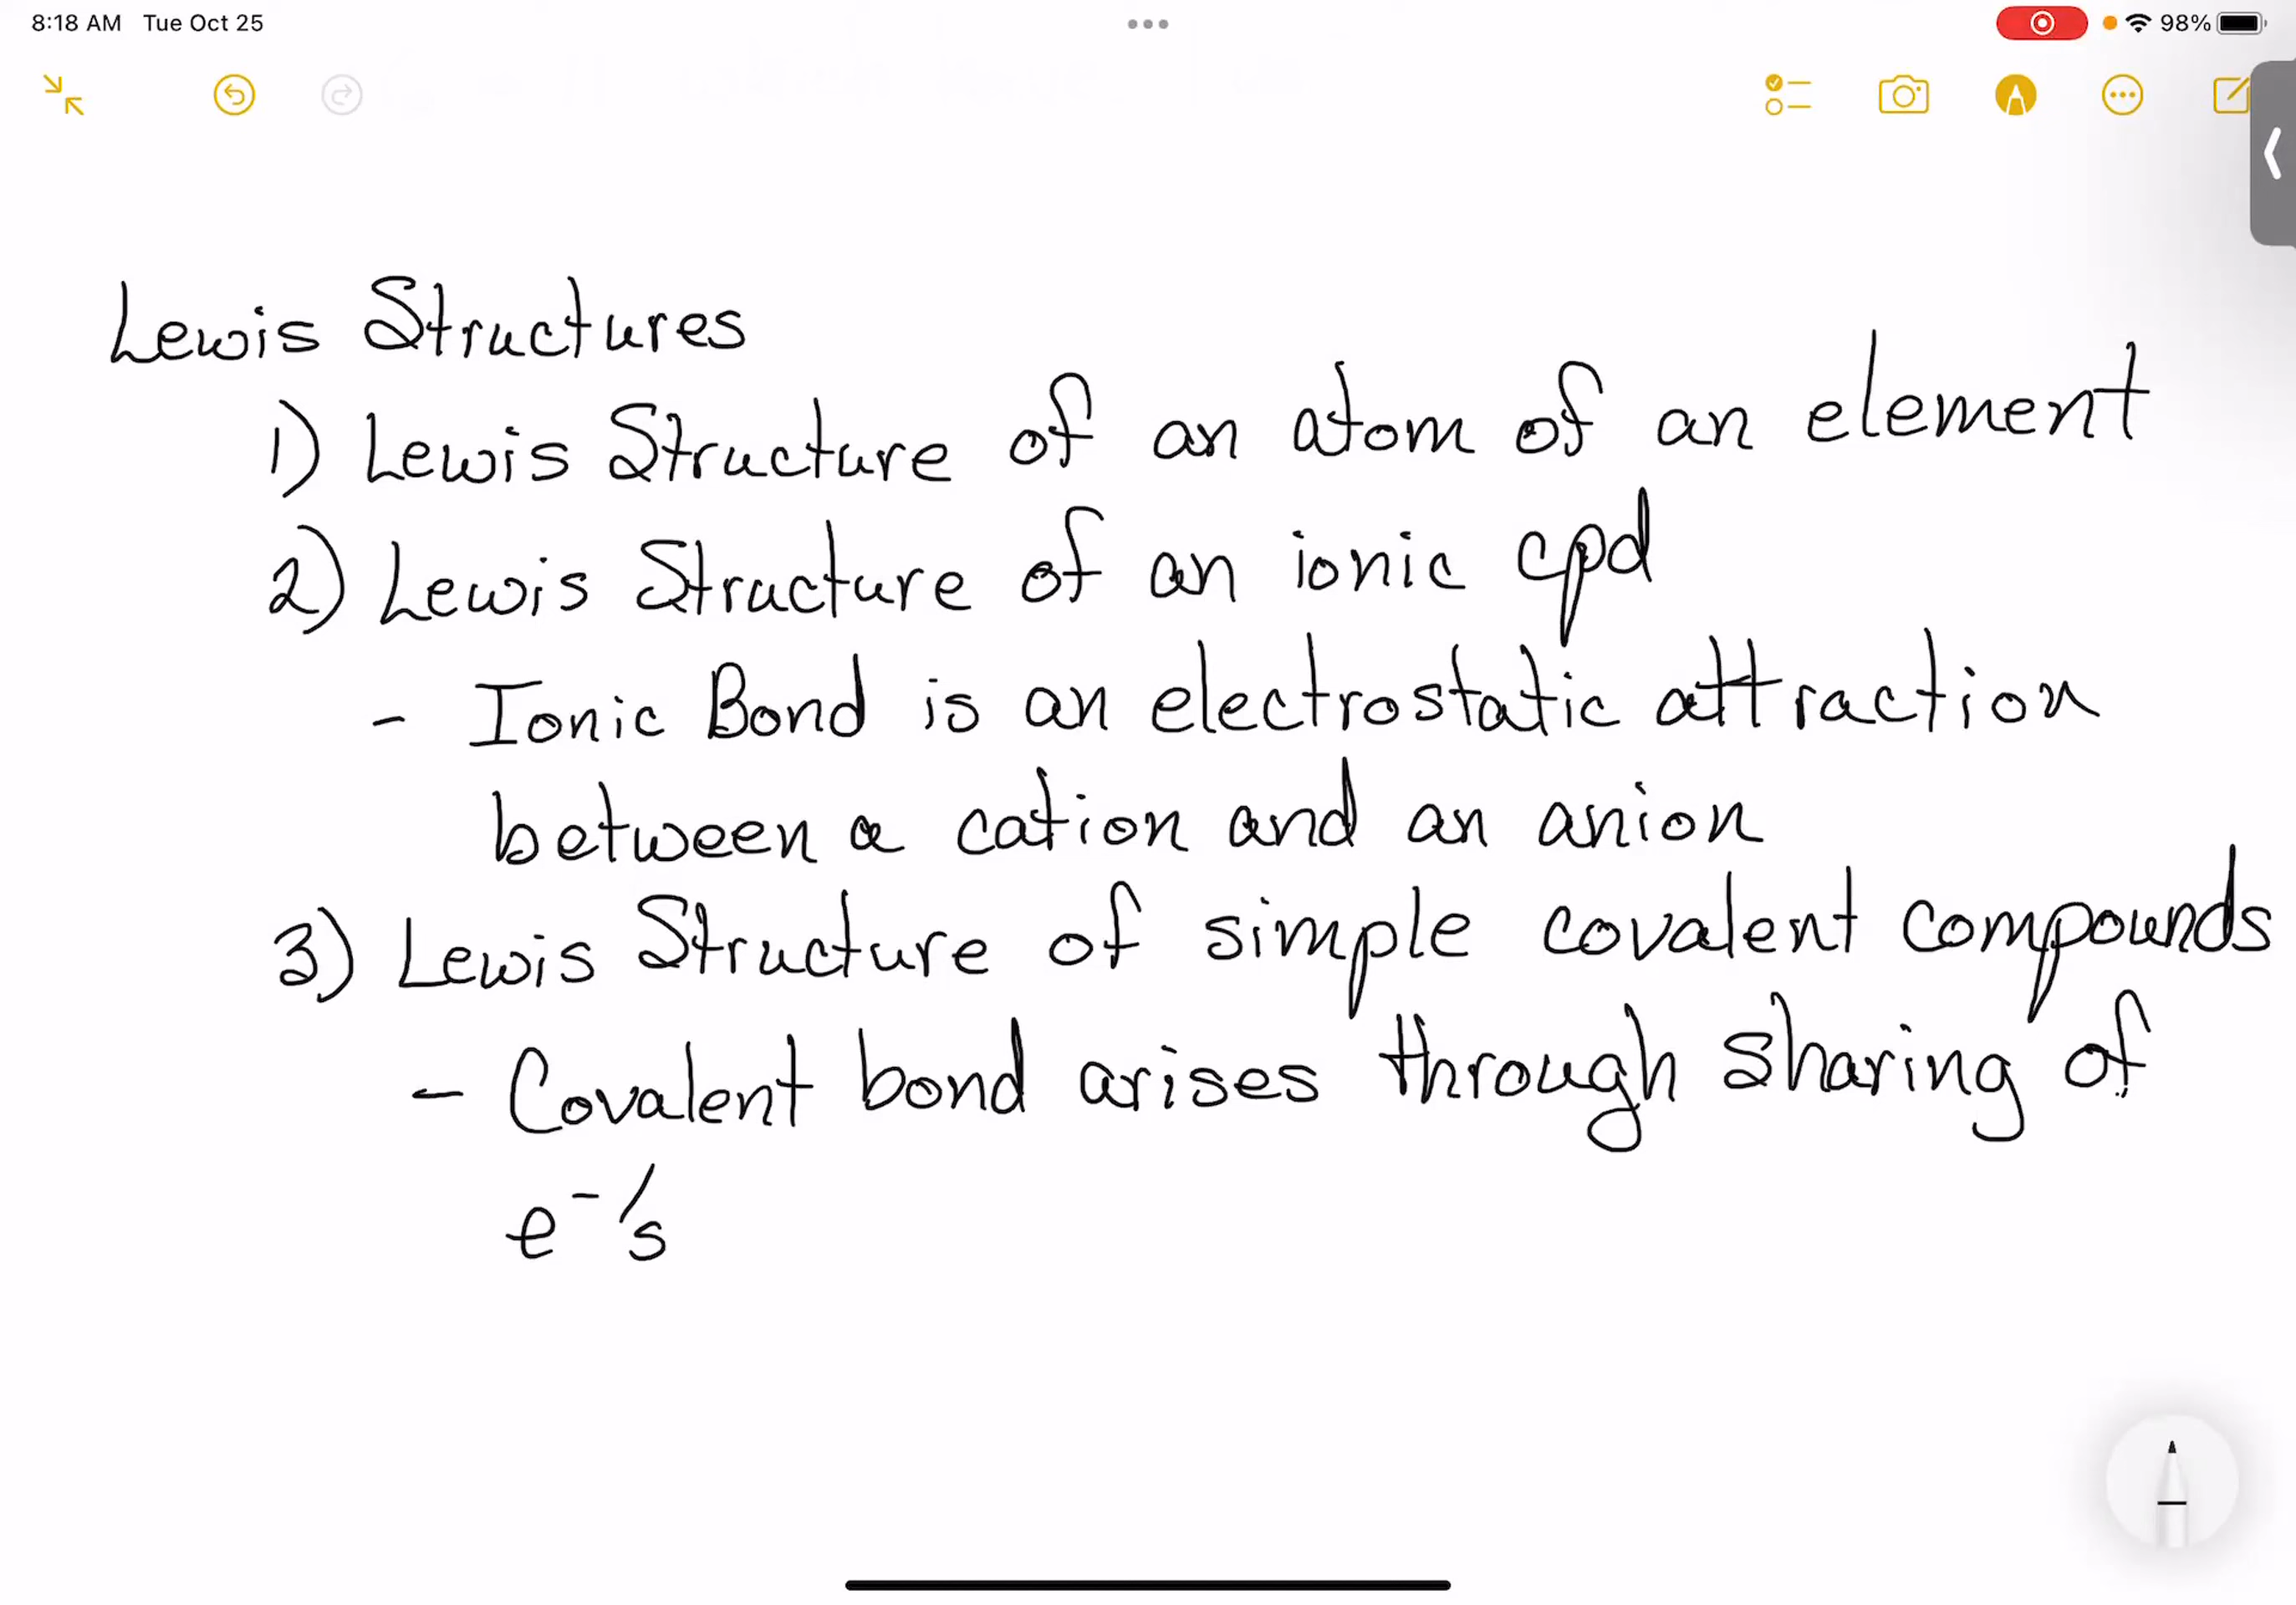 8:18 AM Tue Oct 25 98%
Lewis Structures
1) Lewis Structure of an atom of an element
2) Lewis Structure of an ionic cpd
- Ionic Bond is an electrostatic attraction
between a cation and an anion
3) Lewis Structure of simple covalent compounds
- Covalent bond arises through sharing of
e⁻'s